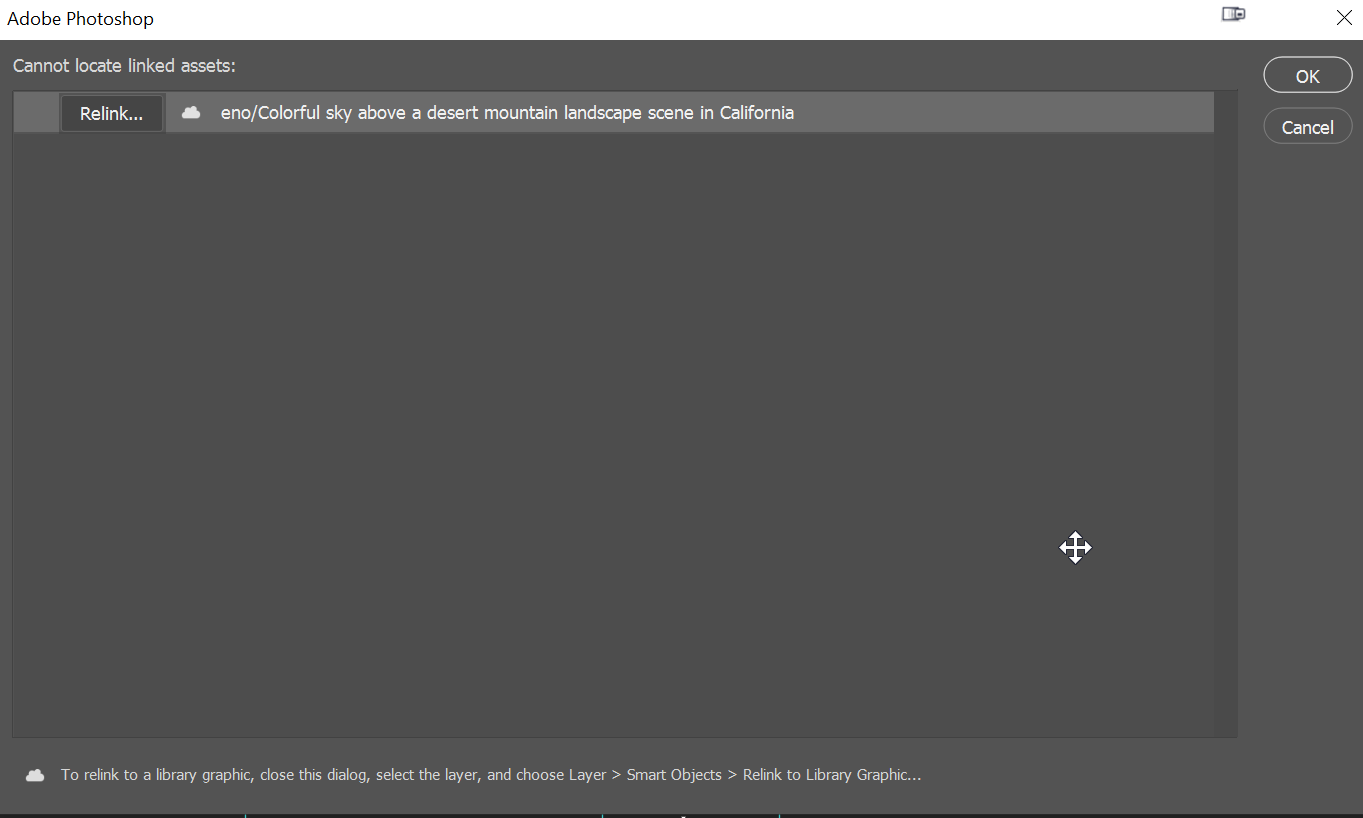 Adobe Photoshop
Cannot locate linked assets:
OK
Relink...
eno/Colorful sky above a desert mountain landscape scene in California
Cancel
To relink to a library graphic, close this dialog, select the layer, and choose Layer > Smart Objects > Relink to Library Graphic...